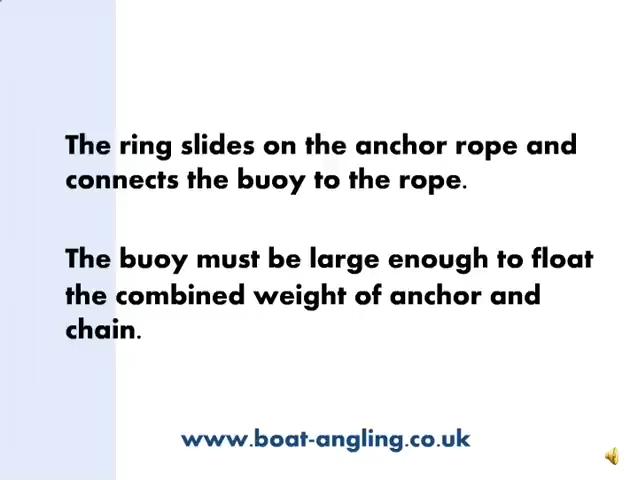 The ring slides on the anchor rope and
connects the buoy to the rope.
The buoy must be large enough to float
the combined weight of anchor and
chain.
www.boat-angling.co.uk